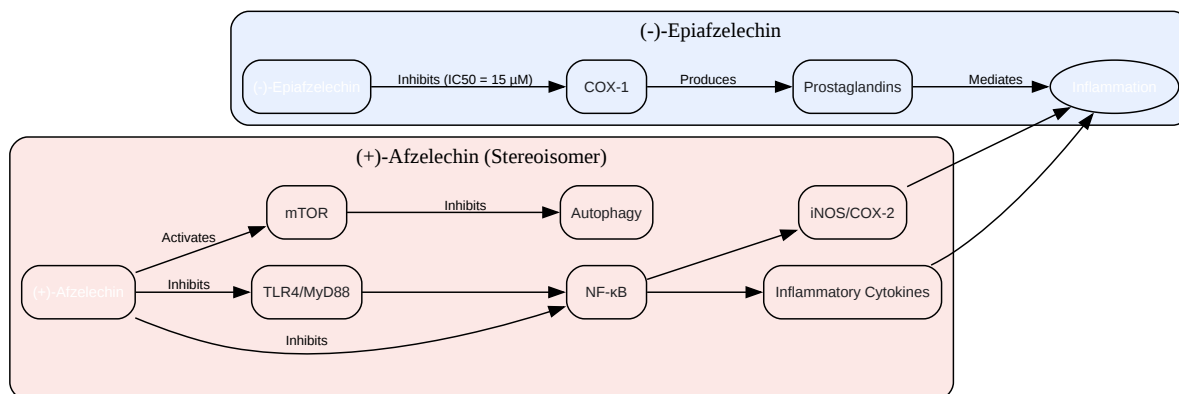 (-)-Epiafzelechin
(-)-Epiafzelechin
Inhibits (IC50 = 15 µM)
COX-1
Produces
Prostaglandins
Mediates
Inflammation
(+)-Afzelechin (Stereoisomer)
mTOR
Inhibits
Autophagy
iNOS/COX-2
Activates
(+)-Afzelechin
Inhibits
TLR4/MyD88
NF-κB
Inflammatory Cytokines
Inhibits